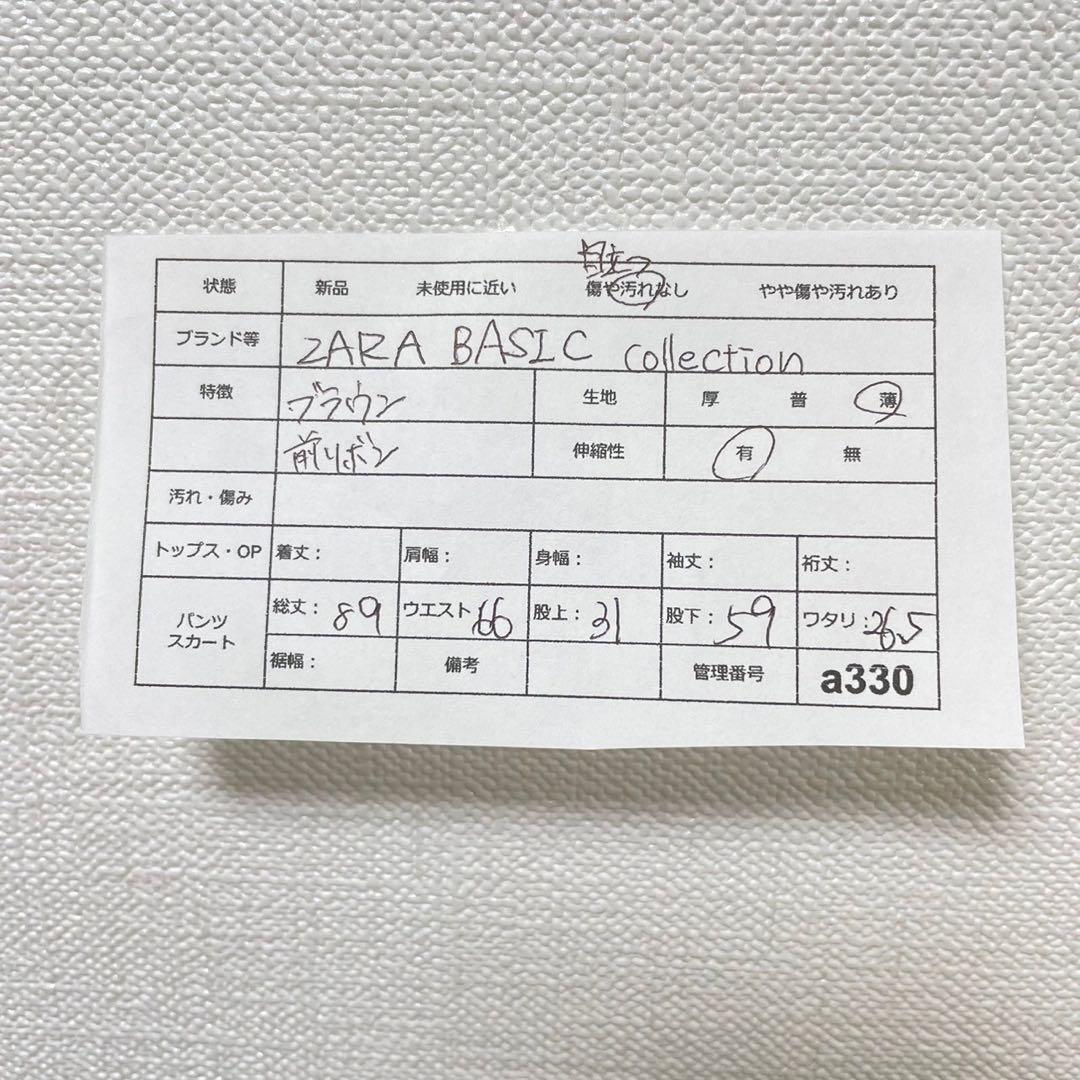 目立つ
状態 新品 未使用に近い 傷や汚れなし やや傷や汚れあり
ブランド等 ZARA BASIC collection
特徴 ブラウン 生地 厚 普 薄
前リボン 伸縮性 有 無
汚れ・傷み
トップス・OP 着丈: 肩幅: 身幅: 袖丈: 裄丈:
パンツ スカート 総丈: 89 ウエスト 66 股上: 31 股下: 59 ワタリ: 26.5
裾幅: 備考 管理番号 a330